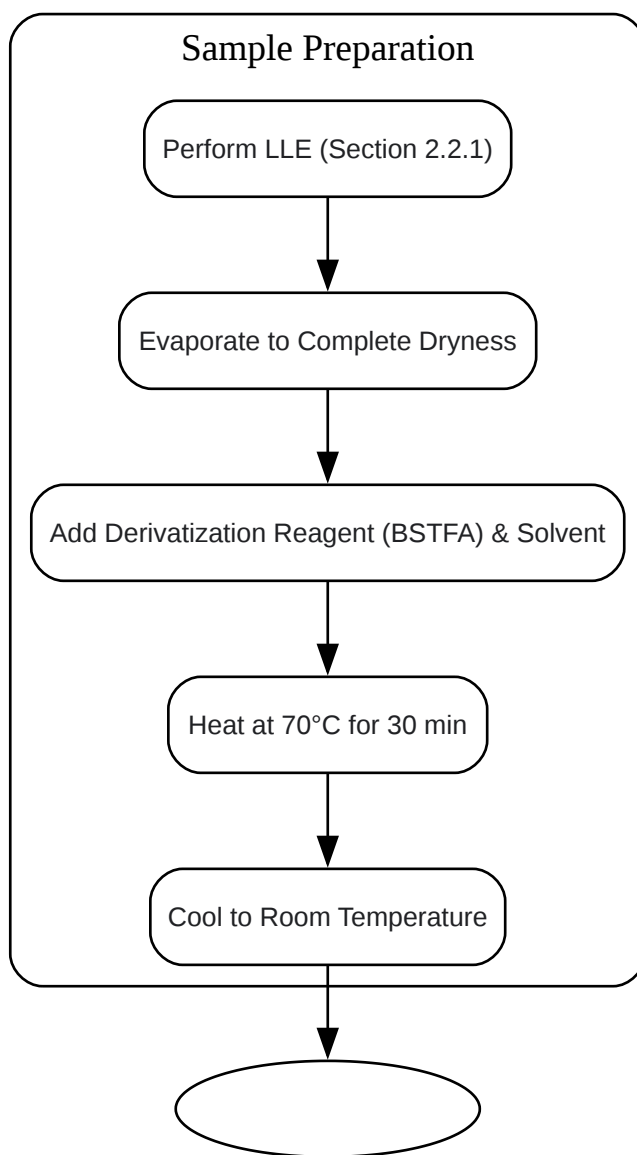 Sample Preparation
Perform LLE (Section 2.2.1)
Evaporate to Complete Dryness
Add Derivatization Reagent (BSTFA) & Solvent
Heat at 70°C for 30 min
Cool to Room Temperature